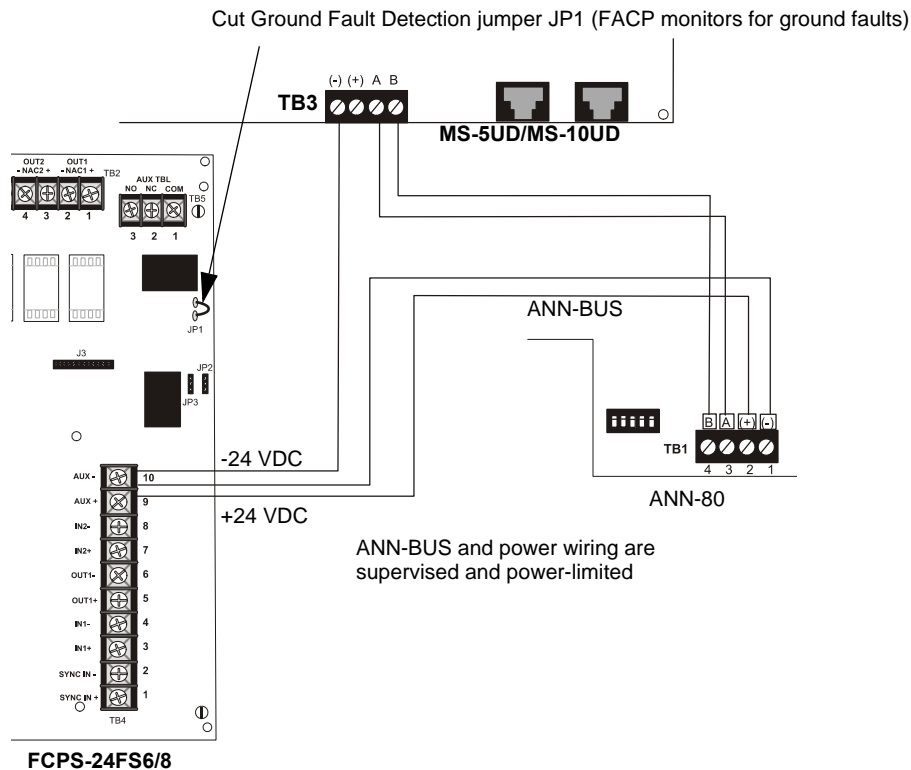 Cut Ground Fault Detection jumper JP1 (FACP monitors for ground faults)
(-) (+) A B
TB3
MS-5UD/MS-10UD
OUT2 OUT1
- NAC2 + - NAC1 + TB2
4 3 2 1
AUX TBL
NO NC COM
TB5
3 2 1
JP1
J3
JP2
JP3
ANN-BUS
B A (+) (-)
TB1
4 3 2 1
ANN-80
-24 VDC
+24 VDC
AUX - 10
AUX + 9
IN2- 8
IN2+ 7
OUT1- 6
OUT1+ 5
IN1- 4
IN1+ 3
SYNC IN - 2
SYNC IN + 1
TB4
ANN-BUS and power wiring are
supervised and power-limited
FCPS-24FS6/8